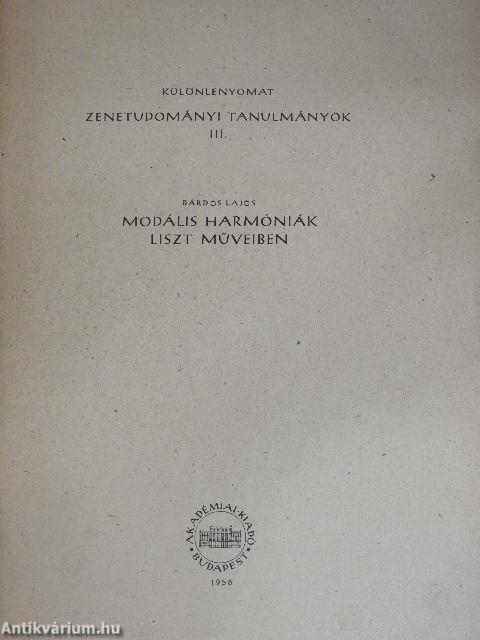 KÜLÖNLENYOMAT
ZENETUDOMÁNYI TANULMÁNYOK
III.
BÁRDOS LAJOS
MODÁLIS HARMÓNIÁK
LISZT MŰVEIBEN
★ AKADÉMIAI KIADÓ ★
BUDAPEST
1956
Antikvárium.hu